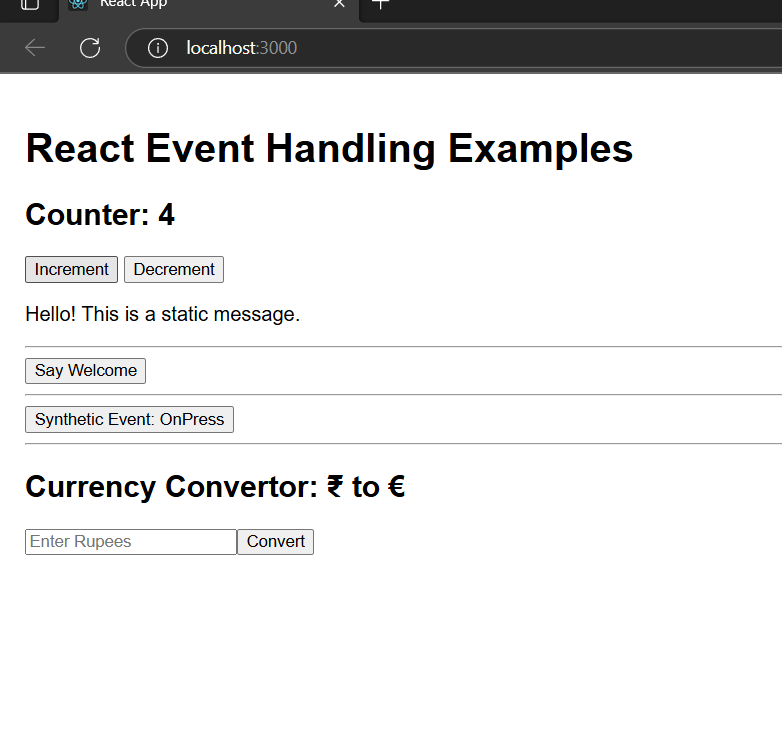 React App
localhost:3000
React Event Handling Examples
Counter: 4
Increment Decrement
Hello! This is a static message.
Say Welcome
Synthetic Event: OnPress
Currency Convertor: ₹ to €
Enter Rupees Convert